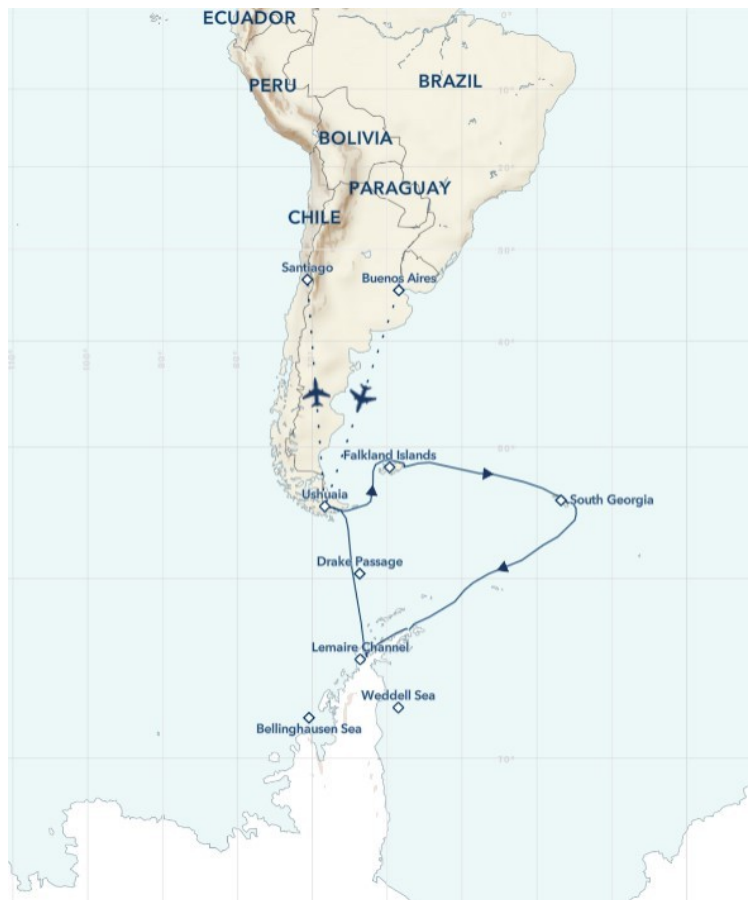 ECUADOR
PERU
BRAZIL
BOLIVIA
PARAGUAY
CHILE
Santiago
Buenos Aires
Falkland Islands
Ushuaia
South Georgia
Drake Passage
Lemaire Channel
Weddell Sea
Bellinghausen Sea